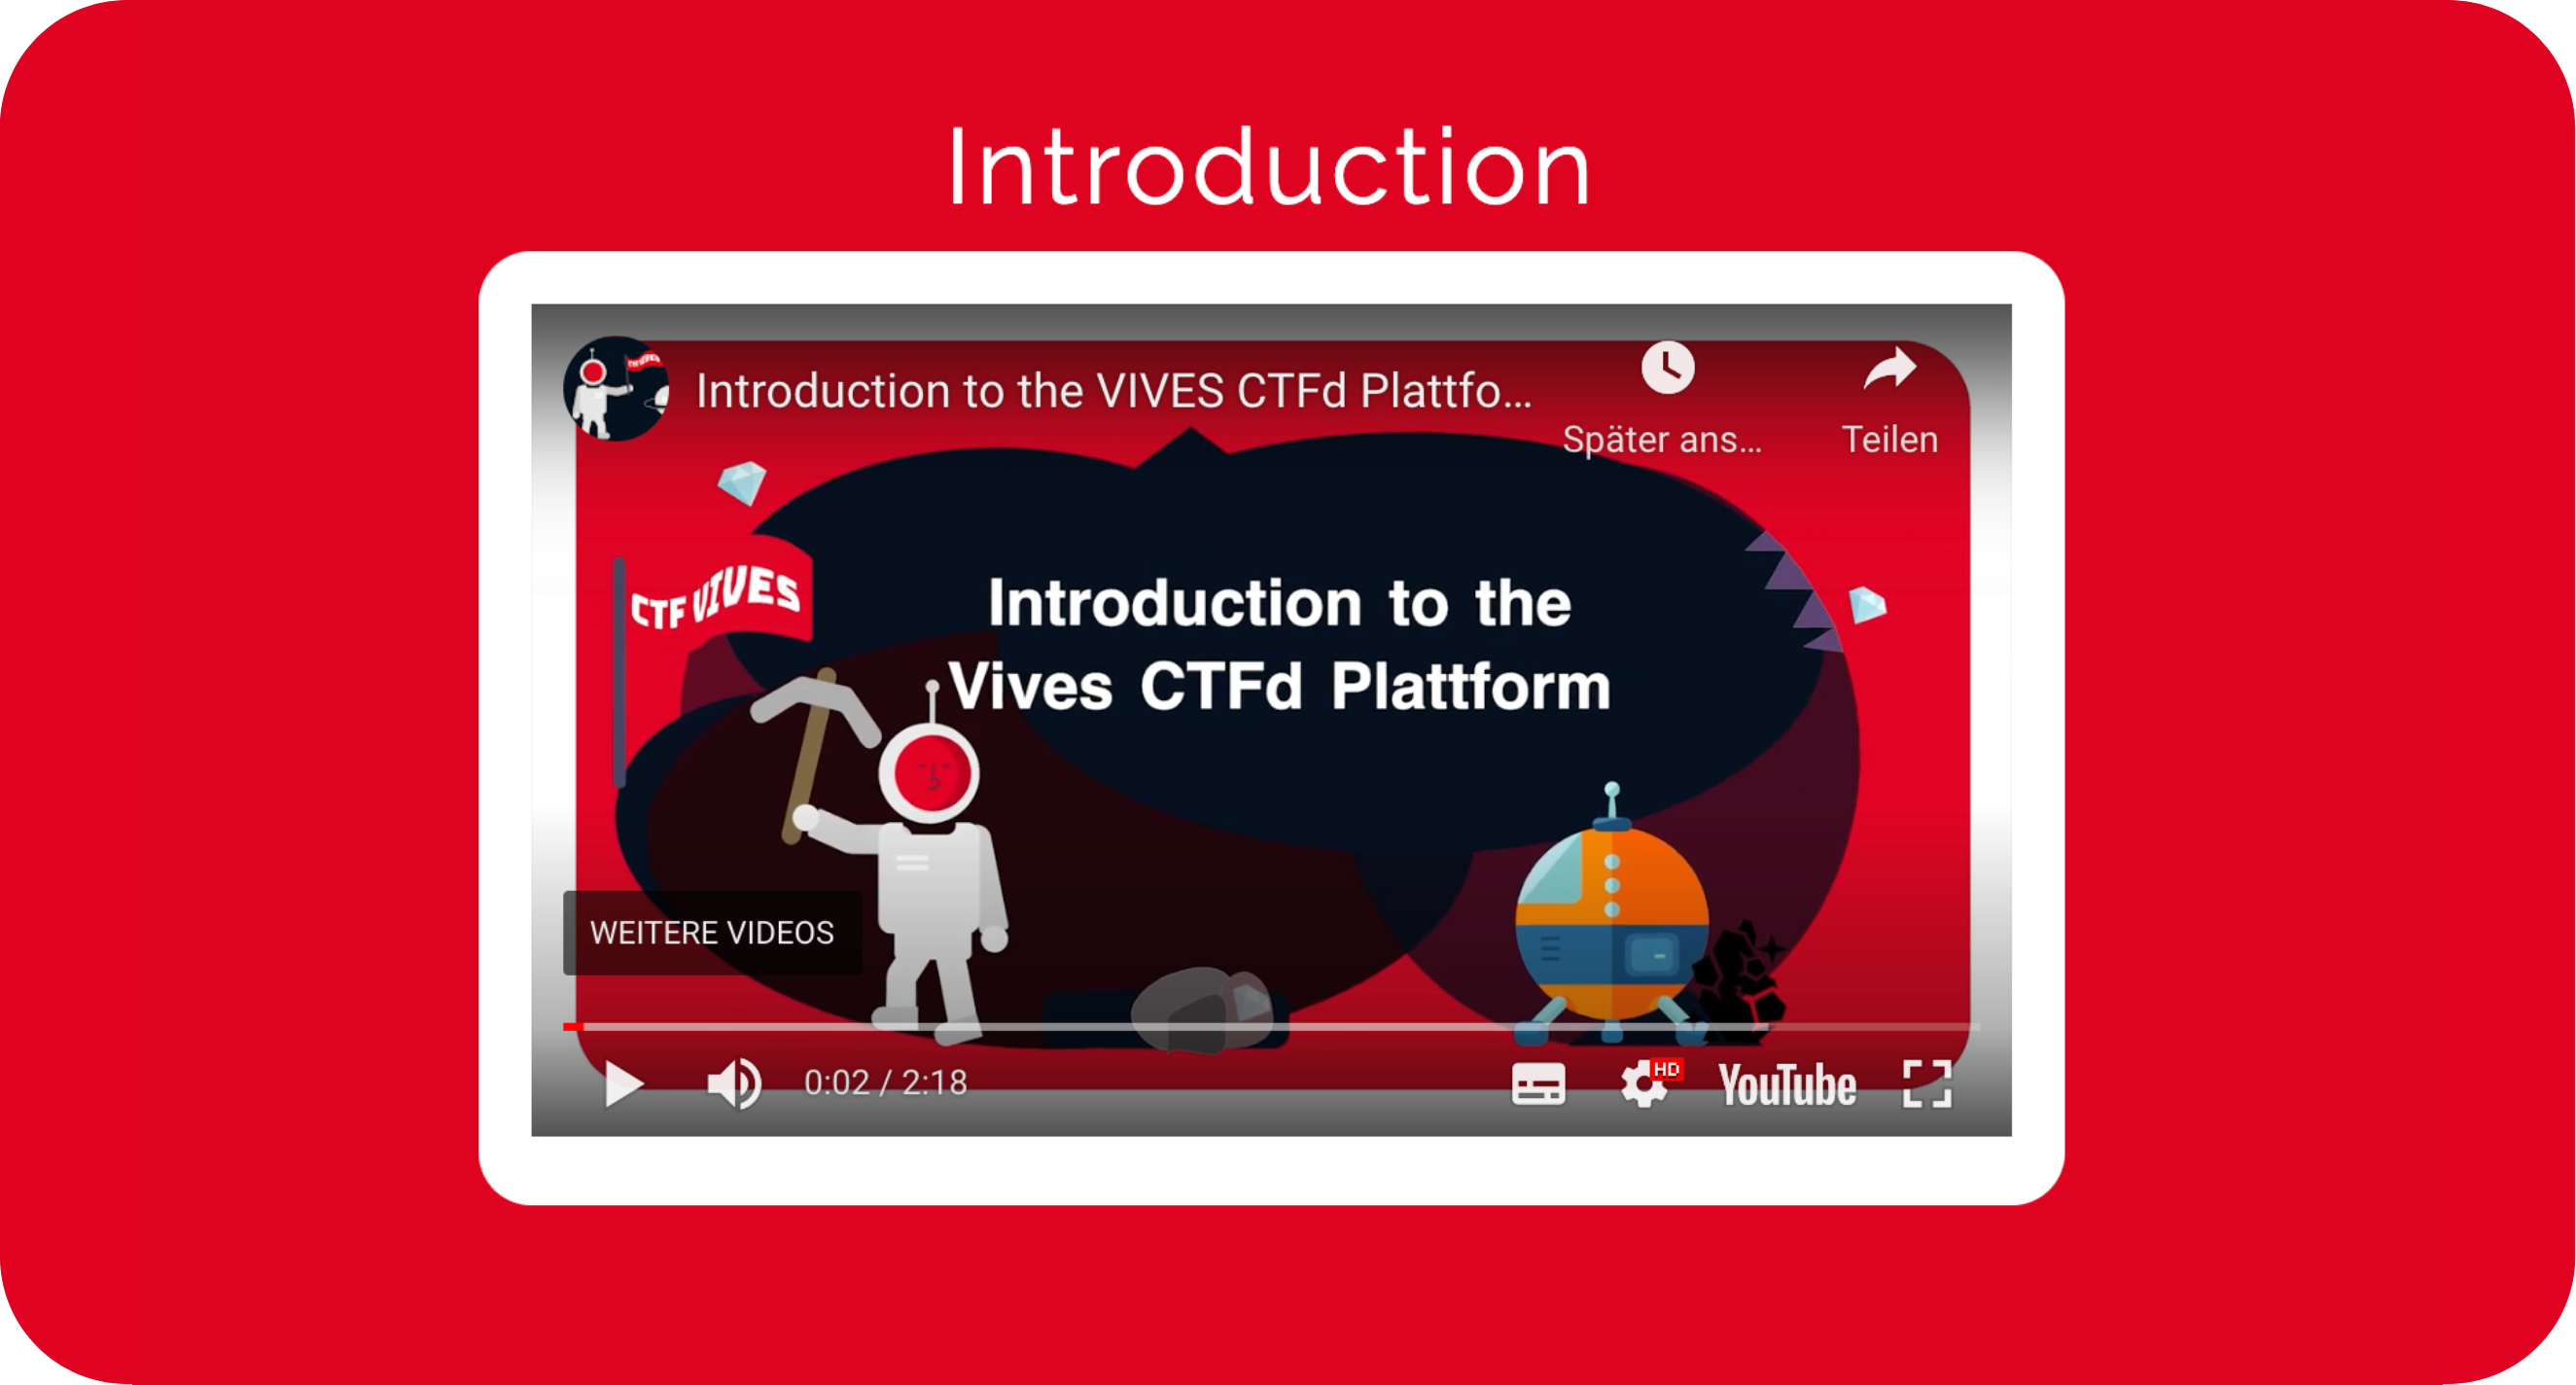 Introduction
Introduction to the VIVES CTFd Plattfo...
Später ans...
Teilen
CTF VIVES
Introduction to the
Vives CTFd Plattform
WEITERE VIDEOS
0:02 / 2:18
HD
YouTube